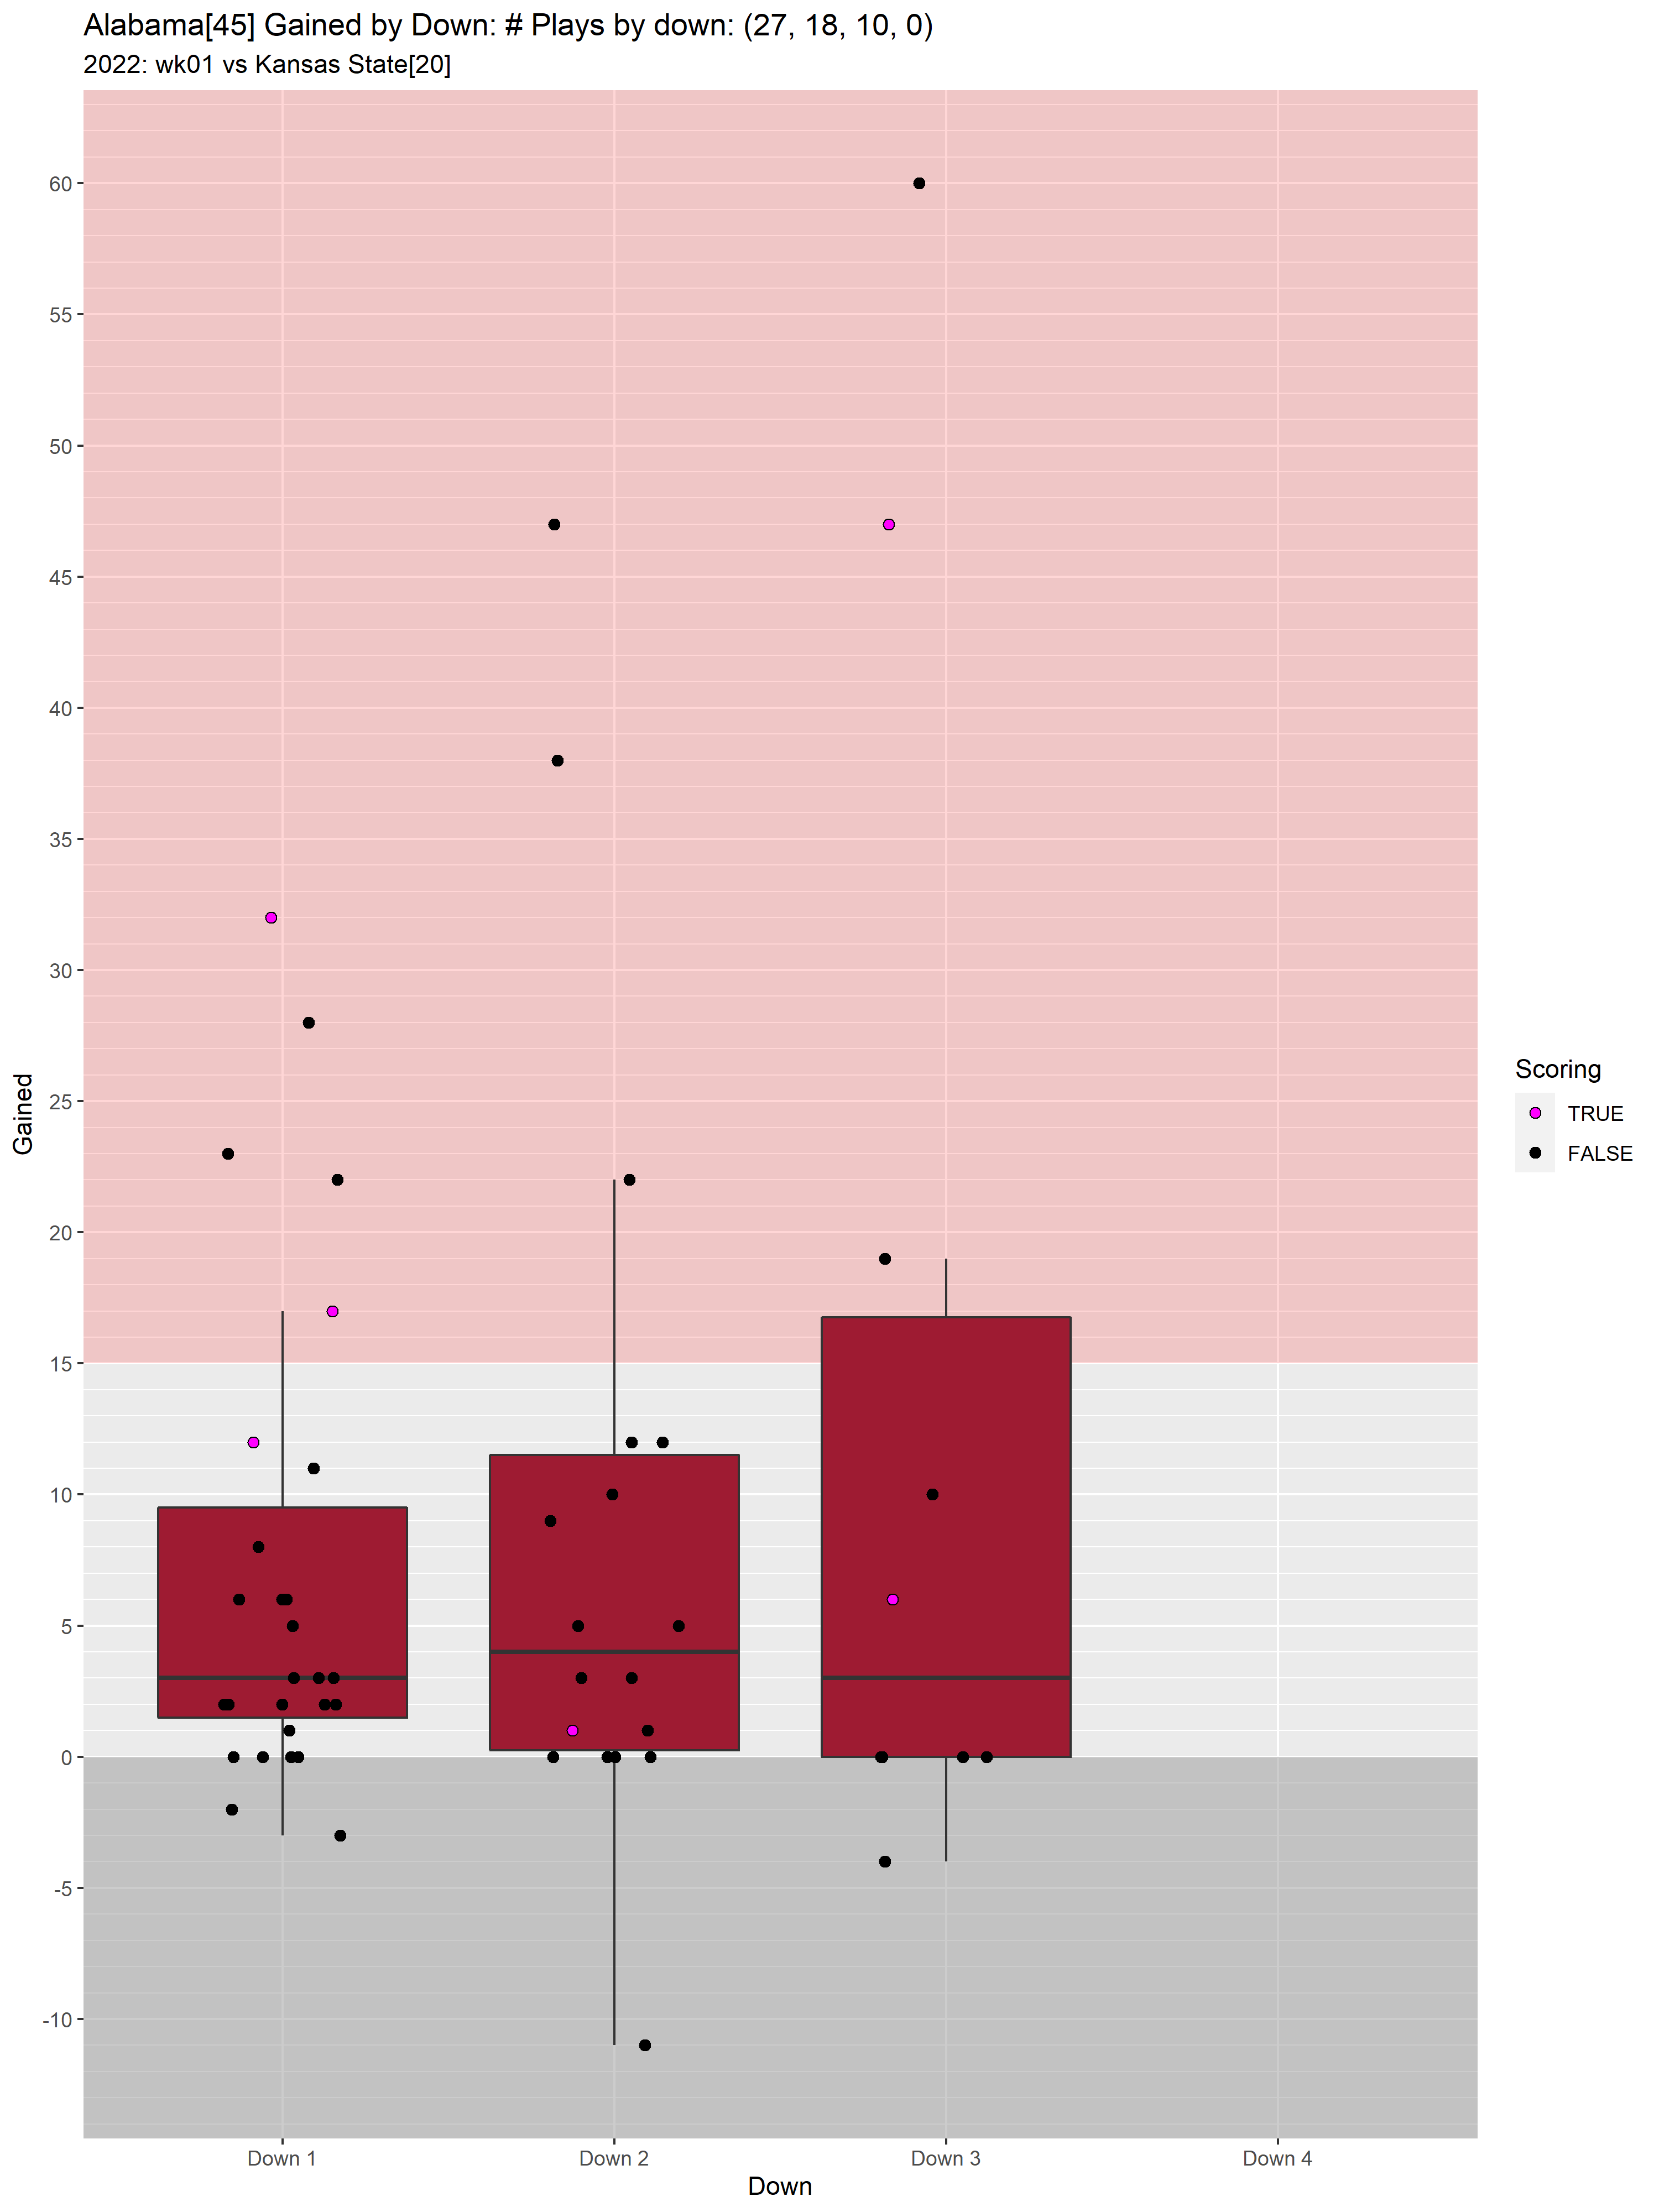 Alabama[45] Gained by Down: # Plays by down: (27, 18, 10, 0)
2022: wk01 vs Kansas State[20]
60
55
50
45
40
35
30
25
20
15
10
5
0
-5
-10
Gained
Down 1
Down 2
Down 3
Down 4
Down
Scoring
TRUE
FALSE